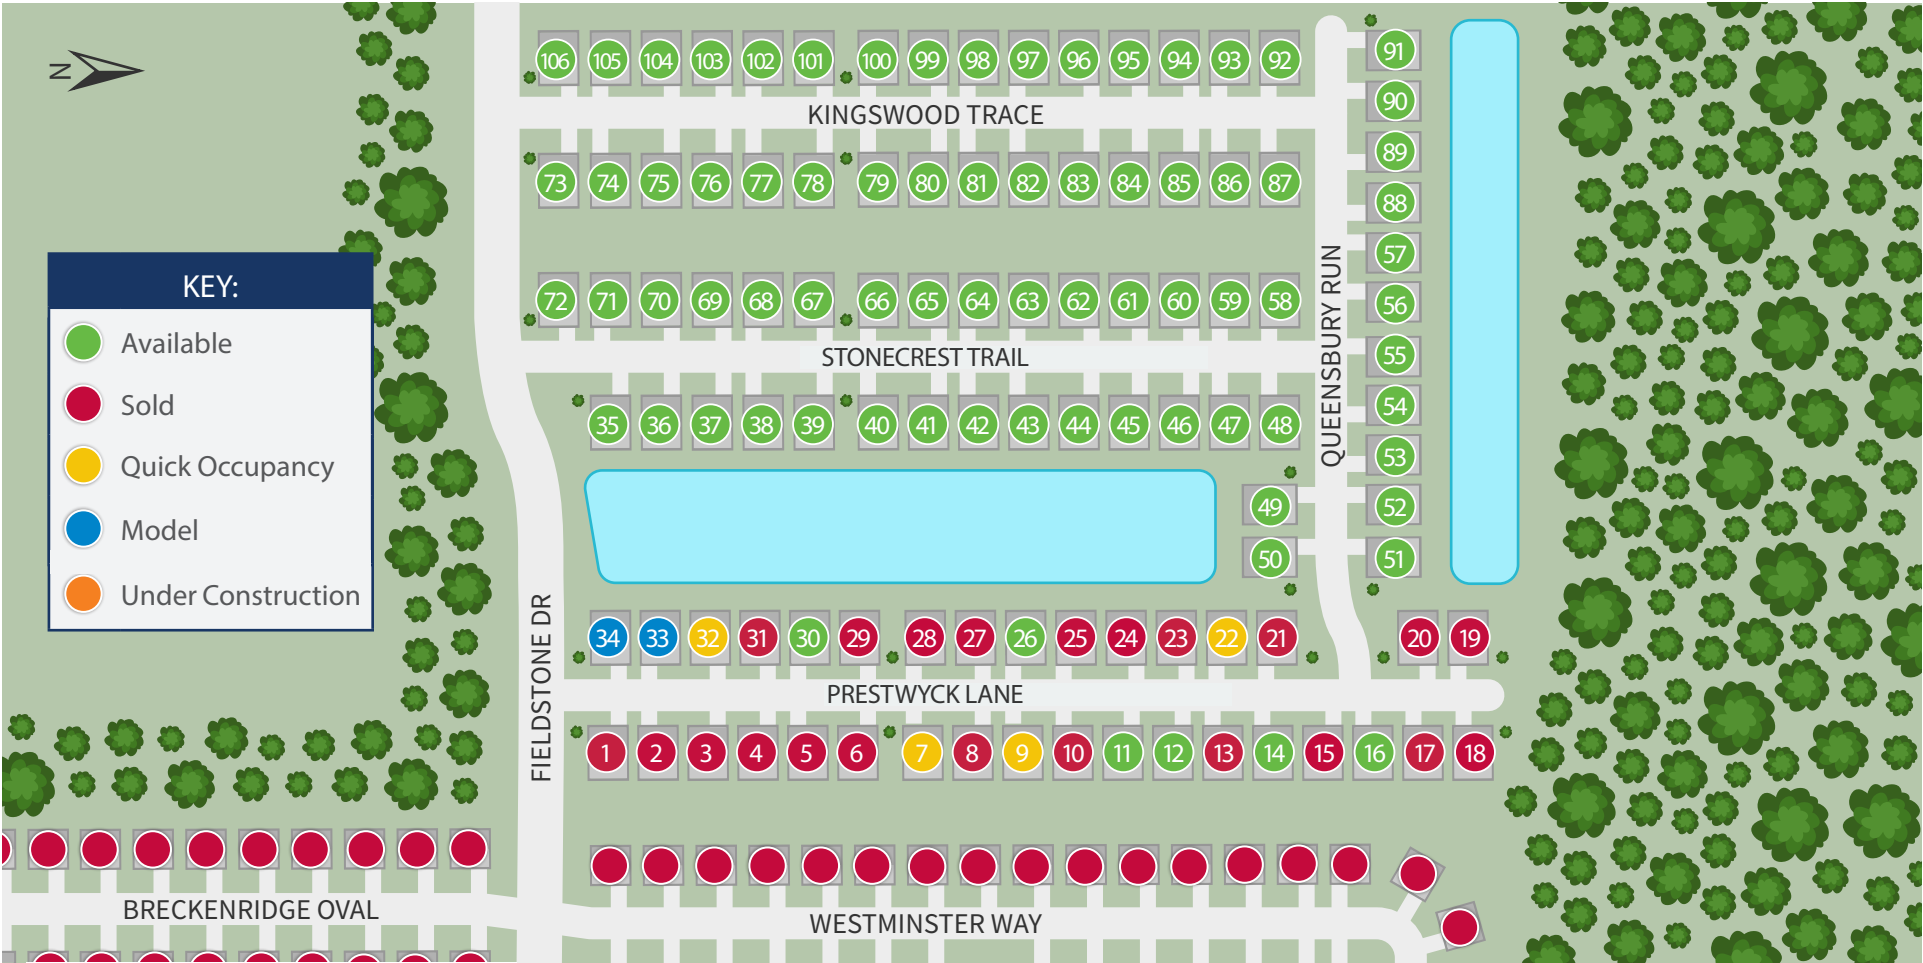 106 105 104 103 102 101 100 99 98 97 96 95 94 93 92
91
N
90
KINGSWOOD TRACE
89
73 74 75 76 77 78 79 80 81 82 83 84 85 86 87
88
57
KEY:
72 71 70 69 68 67 66 65 64 63 62 61 60 59 58
56
Available
STONECREST TRAIL
QUEENSBURY RUN
55
Sold
54
35 36 37 38 39 40 41 42 43 44 45 46 47 48
53
Quick Occupancy
49
52
Model
50
51
Under Construction
FIELDSTONE DR
34 33 32 31 30 29 28 27 26 25 24 23 22 21 20 19
PRESTWYCK LANE
1 2 3 4 5 6 7 8 9 10 11 12 13 14 15 16 17 18
BRECKENRIDGE OVAL
WESTMINSTER WAY